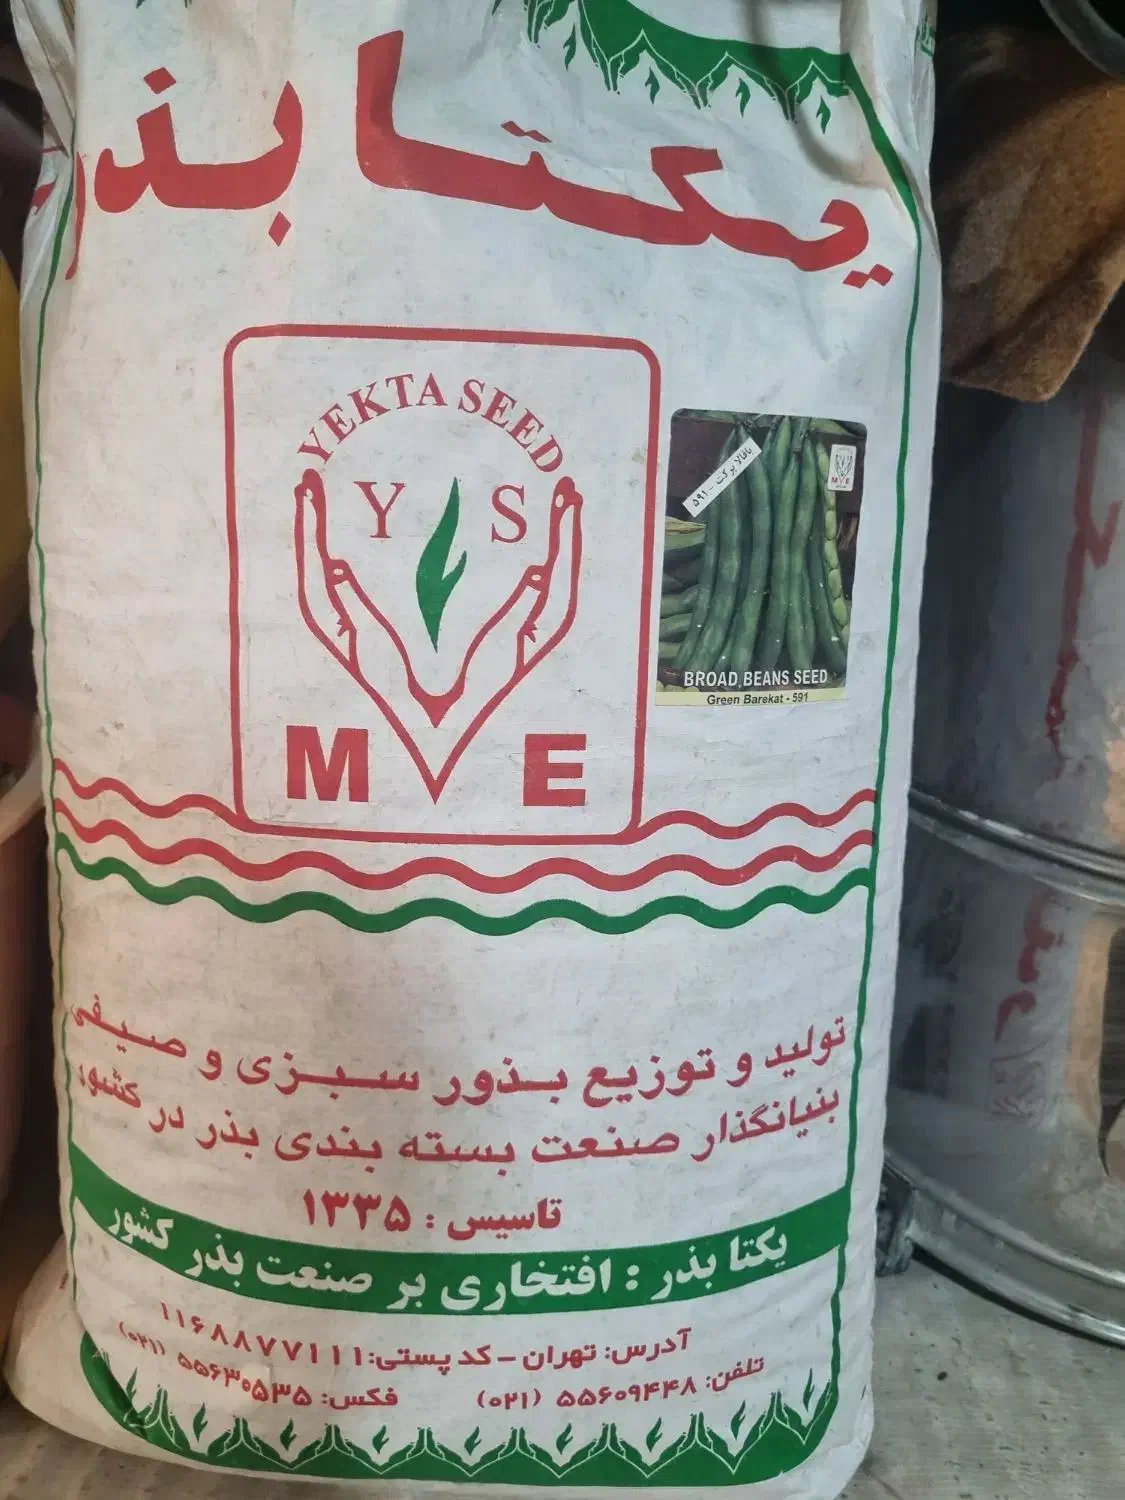 یکتا بذر
YEKTA SEED
Y S
M E
باقالا برکت - ۵۹۱
M E
BROAD BEANS SEED
Green Barekat - 591
تولید و توزیع بذور سبزی و صیفی
بنیانگذار صنعت بسته بندی بذر در کشور
تاسیس : ۱۳۳۵
یکتا بذر : افتخاری بر صنعت بذر کشور
آدرس: تهران - کد پستی: ۱۱۶۸۸۷۷۱۱۱
تلفن: ۵۵۶۰۹۴۴۸ (۰۲۱) فکس: ۵۵۶۳۰۵۳۵ (۰۲۱)